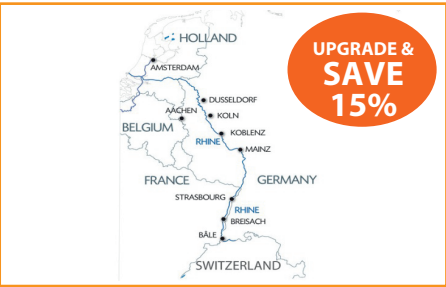 HOLLAND
UPGRADE &
SAVE
15%
AMSTERDAM
DUSSELDORF
AACHEN
KOLN
BELGIUM
KOBLENZ
RHINE
MAINZ
FRANCE
GERMANY
STRASBOURG
RHINE
BREISACH
BÂLE
SWITZERLAND